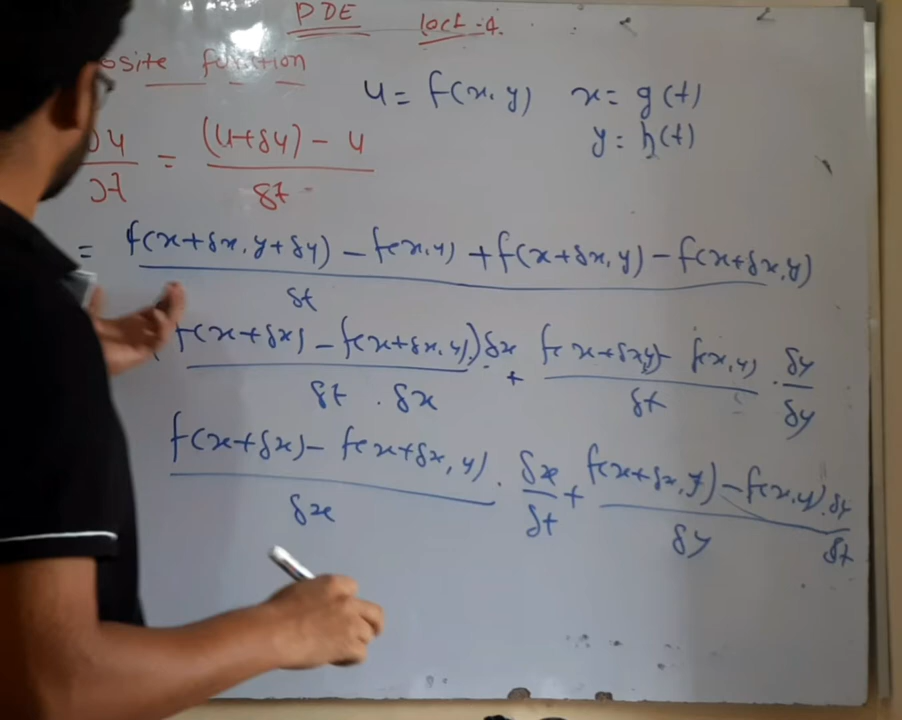 PDE Lect-4.
osite function
u = f(x, y) x = g(t)
y = h(t)
∂u/∂t = ((u+δy) - u)/δt
= (f(x+δx, y+δy) - f(x, y) + f(x+δx, y) - f(x+δx, y))/δt
(f(x+δx) - f(x+δx, y)) δx/(δt . δx) + (f(x+δx, y) - f(x, y))/δt . δy/δy
(f(x+δx) - f(x+δx, y))/δx . δx/δt + (f(x+δx, y) - f(x, y))/δy . δy/δt